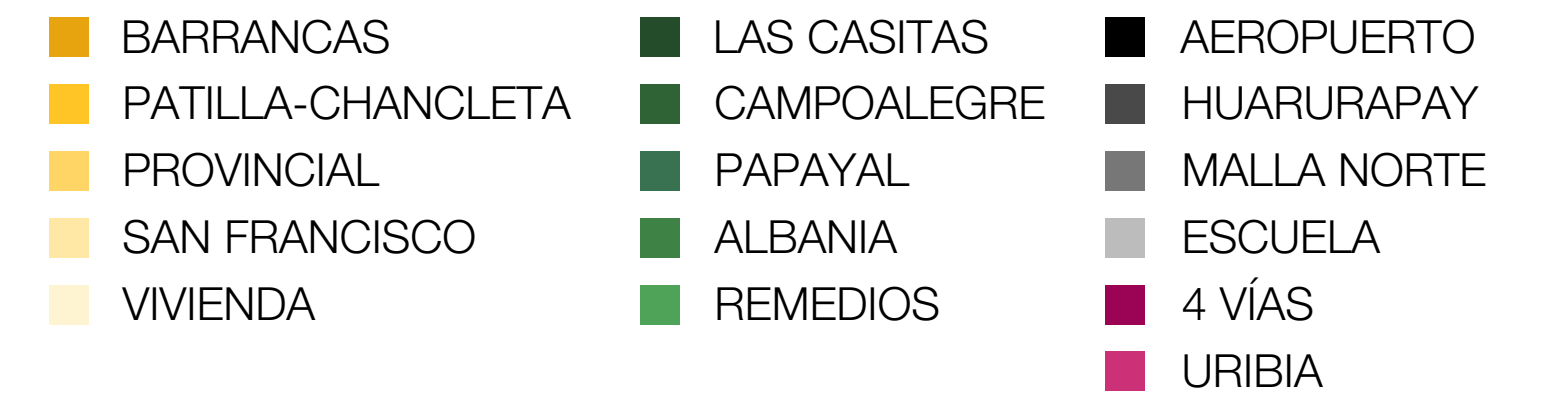 BARRANCAS
PATILLA-CHANCLETA
PROVINCIAL
SAN FRANCISCO
VIVIENDA
LAS CASITAS
CAMPOALEGRE
PAPAYAL
ALBANIA
REMEDIOS
AEROPUERTO
HUARURAPAY
MALLA NORTE
ESCUELA
4 VÍAS
URIBIA